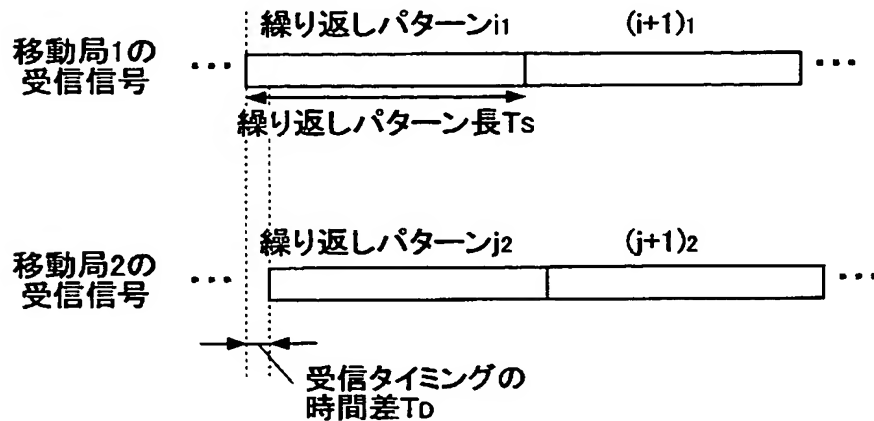 繰り返しパターンi1 (i+1)1
移動局1の
受信信号
... ...
繰り返しパターン長Ts
繰り返しパターンj2 (j+1)2
移動局2の
受信信号
... ...
受信タイミングの
時間差TD